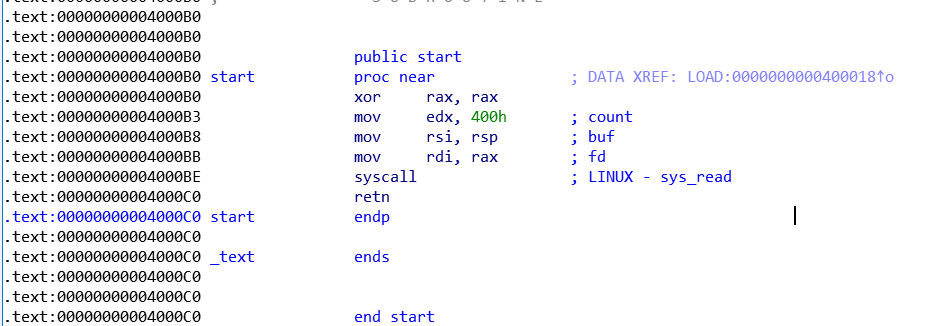 .text:00000000004000B0 ; S U B R O U T I N E
.text:00000000004000B0
.text:00000000004000B0
.text:00000000004000B0 public start
.text:00000000004000B0 start proc near ; DATA XREF: LOAD:0000000000400018↑o
.text:00000000004000B0 xor rax, rax
.text:00000000004000B3 mov edx, 400h ; count
.text:00000000004000B8 mov rsi, rsp ; buf
.text:00000000004000BB mov rdi, rax ; fd
.text:00000000004000BE syscall ; LINUX - sys_read
.text:00000000004000C0 retn
.text:00000000004000C0 start endp
.text:00000000004000C0
.text:00000000004000C0 _text ends
.text:00000000004000C0
.text:00000000004000C0
.text:00000000004000C0 end start